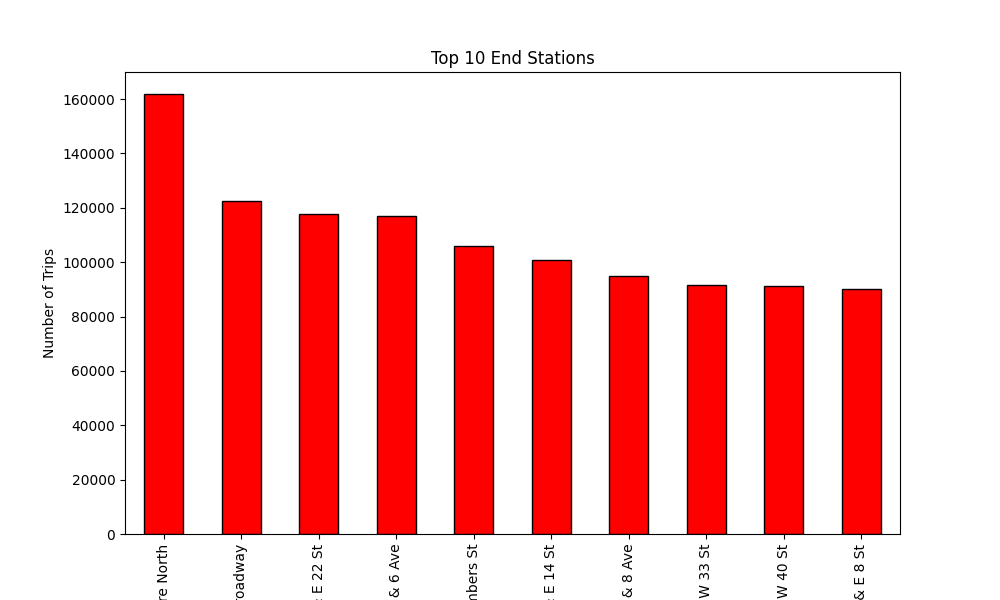 Top 10 End Stations
160000
140000
120000
100000
80000
60000
40000
20000
0
Number of Trips
re North
roadway
E 22 St
& 6 Ave
mbers St
E 14 St
& 8 Ave
W 33 St
W 40 St
& E 8 St